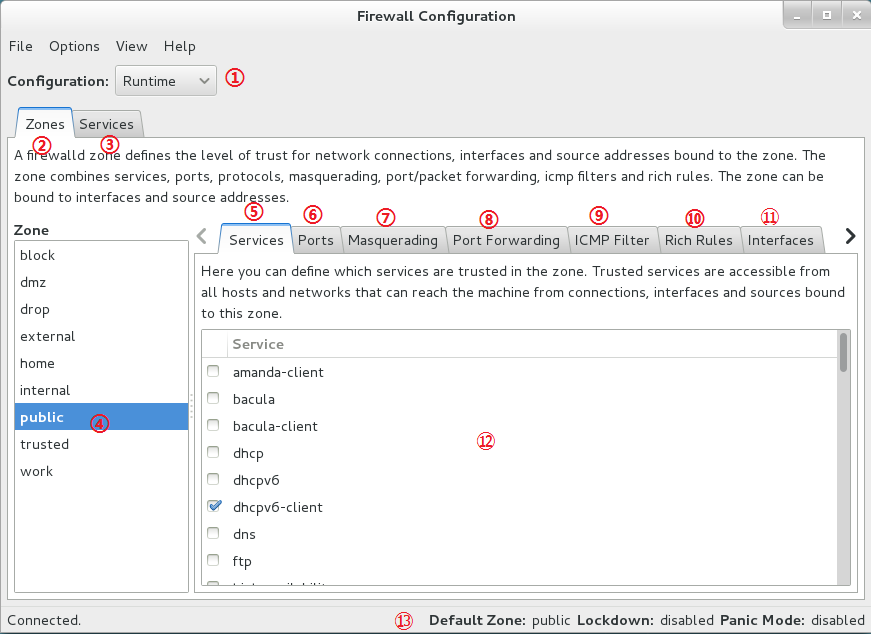 Firewall Configuration
File Options View Help
Configuration: Runtime ①
Zones Services
② ③
A firewalld zone defines the level of trust for network connections, interfaces and source addresses bound to the zone. The
zone combines services, ports, protocols, masquerading, port/packet forwarding, icmp filters and rich rules. The zone can be
bound to interfaces and source addresses.
Zone
block
dmz
drop
external
home
internal
public ④
trusted
work
⑤ ⑥ ⑦ ⑧ ⑨ ⑩ ⑪
Services Ports Masquerading Port Forwarding ICMP Filter Rich Rules Interfaces
Here you can define which services are trusted in the zone. Trusted services are accessible from
all hosts and networks that can reach the machine from connections, interfaces and sources bound
to this zone.
Service
amanda-client
bacula
bacula-client
⑫
dhcp
dhcpv6
dhcpv6-client
dns
ftp
Connected. ⑬ Default Zone: public Lockdown: disabled Panic Mode: disabled